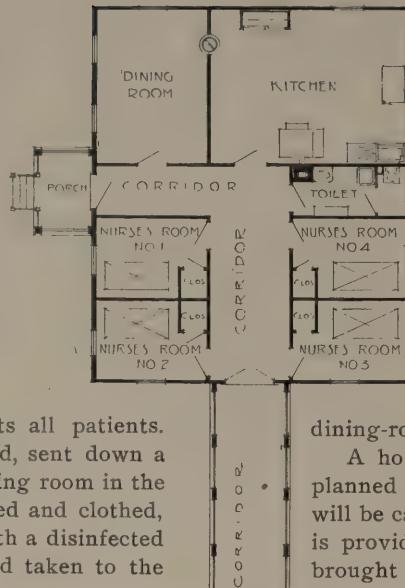 DINING
ROOM
KITCHEN
PORCH
CORRIDOR
TOILET
NURSES ROOM
NO.1
CORRIDOR
NURSES ROOM
NO.4
CLOS
CLOS
CLOS
CLOS
NURSES ROOM
NO.2
NURSES ROOM
NO.3
CORRIDOR
ts all patients.
d, sent down a
ing room in the
ed and clothed,
th a disinfected
d taken to the
dining-ro
A ho
planned
will be ca
is provid
brought